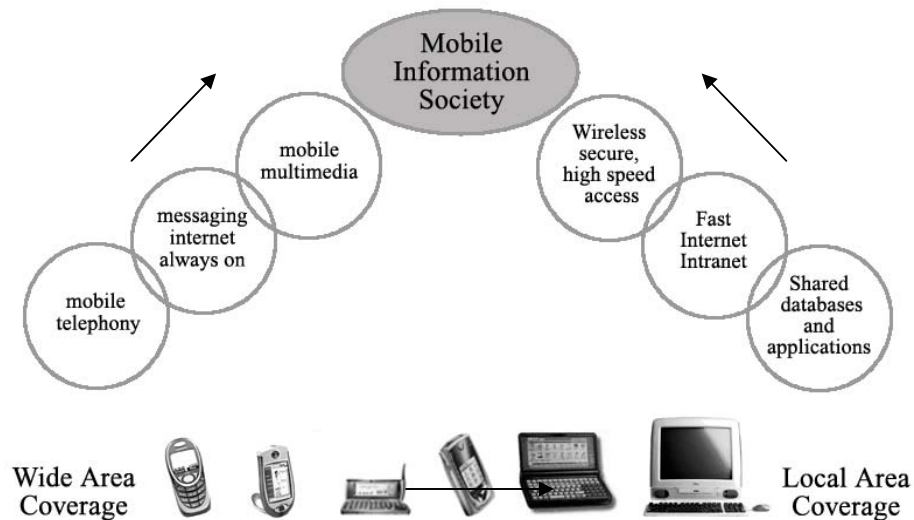 Mobile
Information
Society
mobile
multimedia
messaging
internet
always on
mobile
telephony
Wireless
secure,
high speed
access
Fast
Internet
Intranet
Shared
databases
and
applications
Wide Area
Coverage
Local Area
Coverage